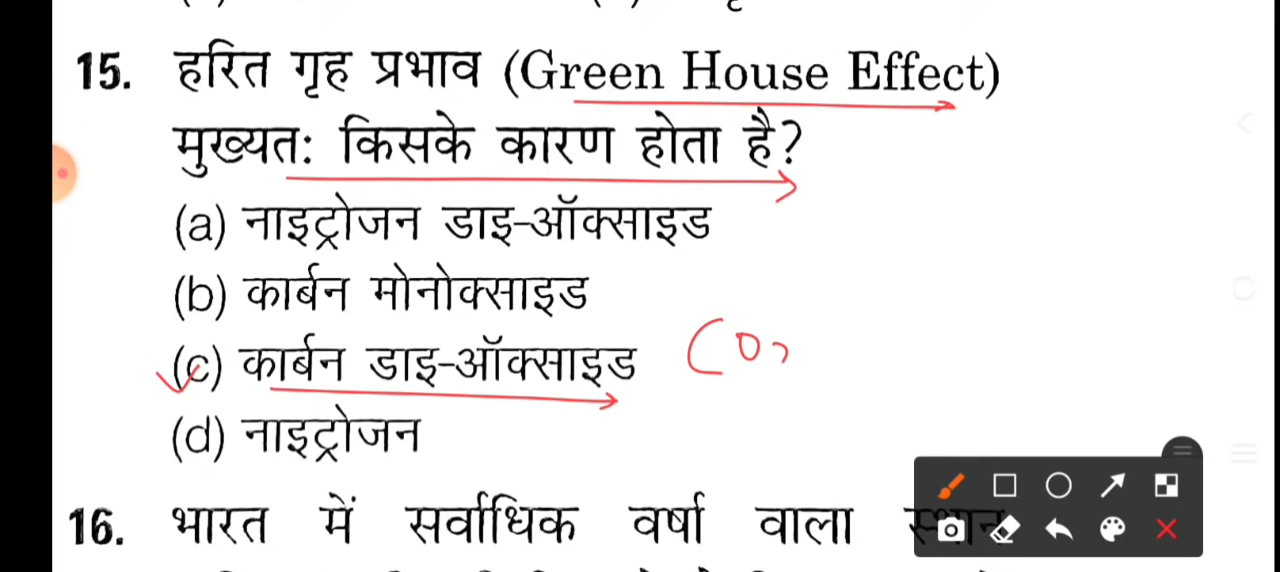 15. हरित गृह प्रभाव (Green House Effect)
मुख्यत: किसके कारण होता है?
(a) नाइट्रोजन डाइ-ऑक्साइड
(b) कार्बन मोनोक्साइड
(c) कार्बन डाइ-ऑक्साइड CO2
(d) नाइट्रोजन
16. भारत में सर्वाधिक वर्षा वाला स्थान